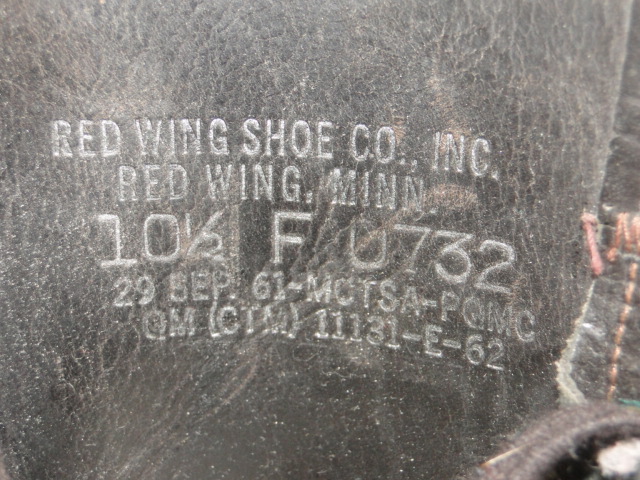 RED WING SHOE CO., INC.
RED WING, MINN.
10½ F 0732
29 SEP. 61-MCTSA-PQMC
QM (CTM) 11131-E-62